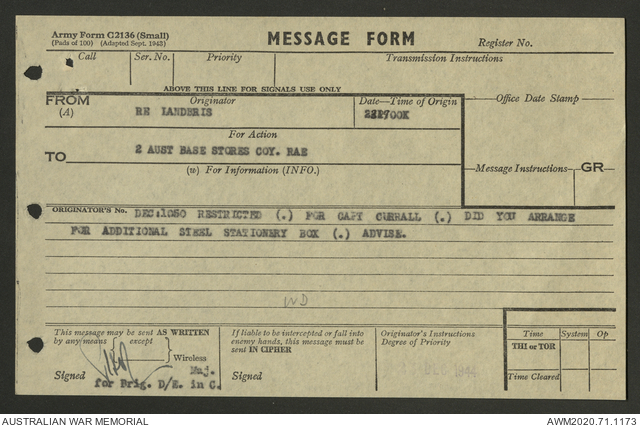 Army Form C2136 (Small)
(Pads of 100) (Adapted Sept. 1943)
MESSAGE FORM
Register No.
Call Ser. No. Priority Transmission Instructions
ABOVE THIS LINE FOR SIGNALS USE ONLY
FROM
(A)
Originator
RE LANDERIS
Date—Time of Origin
Office Date Stamp
For Action
TO
2 AUST BASE STORES COY. RAE
(w) For Information (INFO.)
Message Instructions GR
ORIGINATOR'S No. DEC:1050 RESTRICTED (.) FOR CAPT CURRALL (.) DID YOU ARRANGE
FOR ADDITIONAL STEEL STATIONERY BOX (.) ADVISE.
WD
This message may be sent AS WRITTEN
by any means { except
} Wireless
Signed
Maj.
for Brig. D/E. in C.
If liable to be intercepted or fall into
enemy hands, this message must be
sent IN CIPHER
Signed
Originator's Instructions
Degree of Priority
DEC 1944
Time System Op
THI or TOR
Time Cleared
AUSTRALIAN WAR MEMORIAL
AWM2020.71.1173